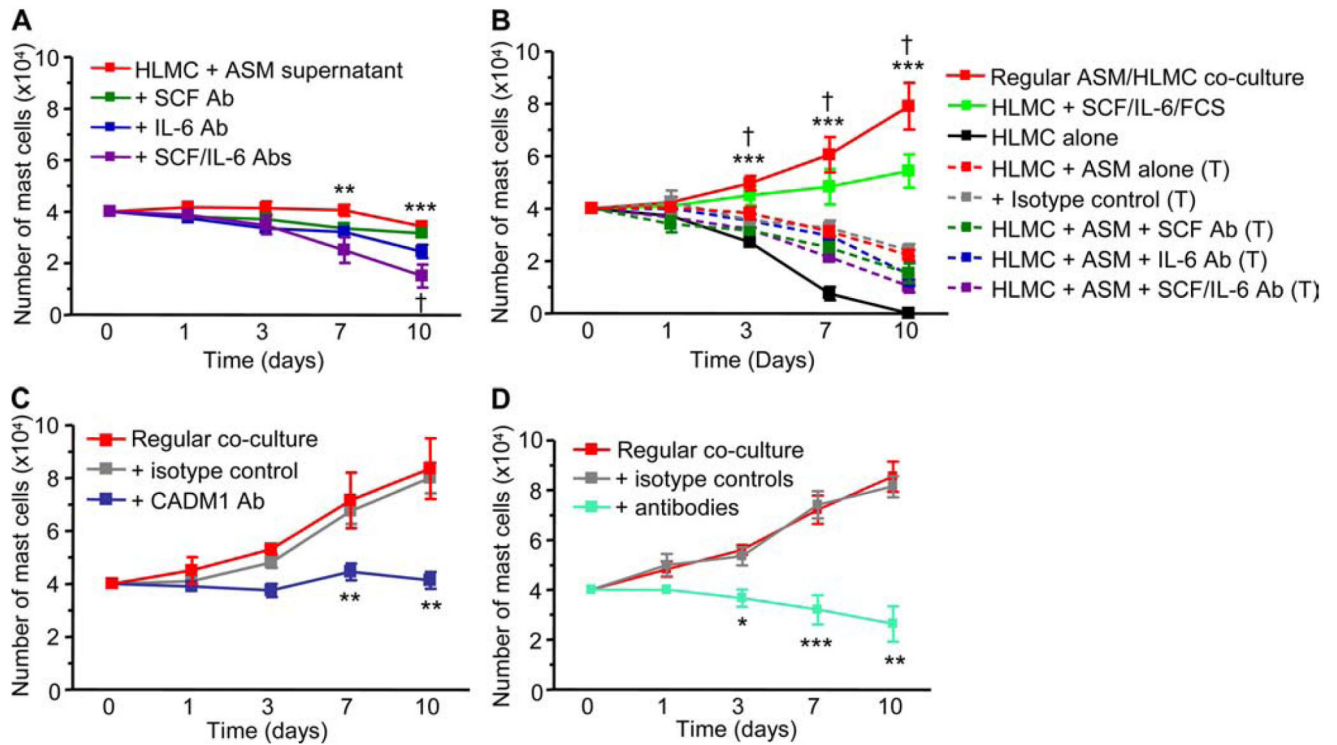 A
Number of mast cells (x10⁴)
10
8
6
4
2
0
HLMC + ASM supernatant
+ SCF Ab
+ IL-6 Ab
+ SCF/IL-6 Abs
**
***
†
0 1 3 7 10
Time (days)
B
Number of mast cells (x10⁴)
10
8
6
4
2
0
†
***
†
***
†
***
0 1 3 7 10
Time (Days)
Regular ASM/HLMC co-culture
HLMC + SCF/IL-6/FCS
HLMC alone
HLMC + ASM alone (T)
+ Isotype control (T)
HLMC + ASM + SCF Ab (T)
HLMC + ASM + IL-6 Ab (T)
HLMC + ASM + SCF/IL-6 Ab (T)
C
Number of mast cells (x10⁴)
10
8
6
4
2
0
Regular co-culture
+ isotype control
+ CADM1 Ab
**
**
0 1 3 7 10
Time (days)
D
Number of mast cells (x10⁴)
10
8
6
4
2
0
Regular co-culture
+ isotype controls
+ antibodies
*
***
**
0 1 3 7 10
Time (days)